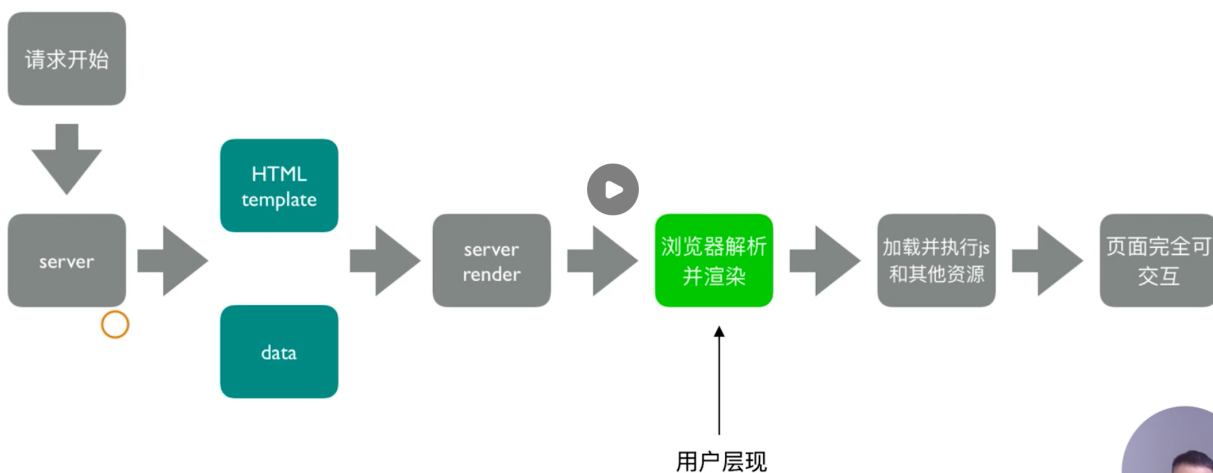 请求开始
server
HTML
template
data
server
render
浏览器解析
并渲染
加载并执行js
和其他资源
页面完全可
交互
用户层现